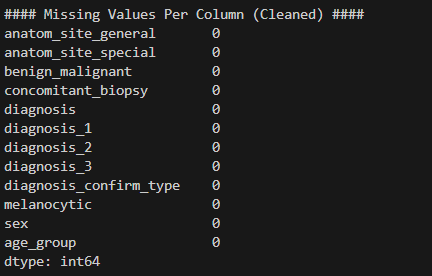 #### Missing Values Per Column (Cleaned) ####
anatom_site_general 0
anatom_site_special 0
benign_malignant 0
concomitant_biopsy 0
diagnosis 0
diagnosis_1 0
diagnosis_2 0
diagnosis_3 0
diagnosis_confirm_type 0
melanocytic 0
sex 0
age_group 0
dtype: int64